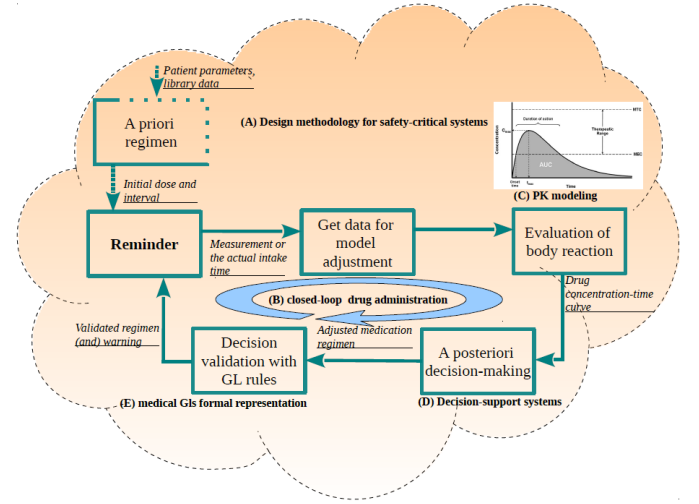 Patient parameters,
library data
A priori
regimen
(A) Design methodology for safety-critical systems
Concentration
Duration of action
MTC
Therapeutic
Range
MEC
AUC
Time
(C) PK modeling
Initial dose and
interval
Reminder
Measurement or
the actual intake
time
Get data for
model
adjustment
Evaluation of
body reaction
Drug
concentration-time
curve
(B) closed-loop drug administration
Validated regimen
(and) warning
Decision
validation with
GL rules
Adjusted medication
regimen
A posteriori
decision-making
(E) medical Gls formal representation
(D) Decision-support systems